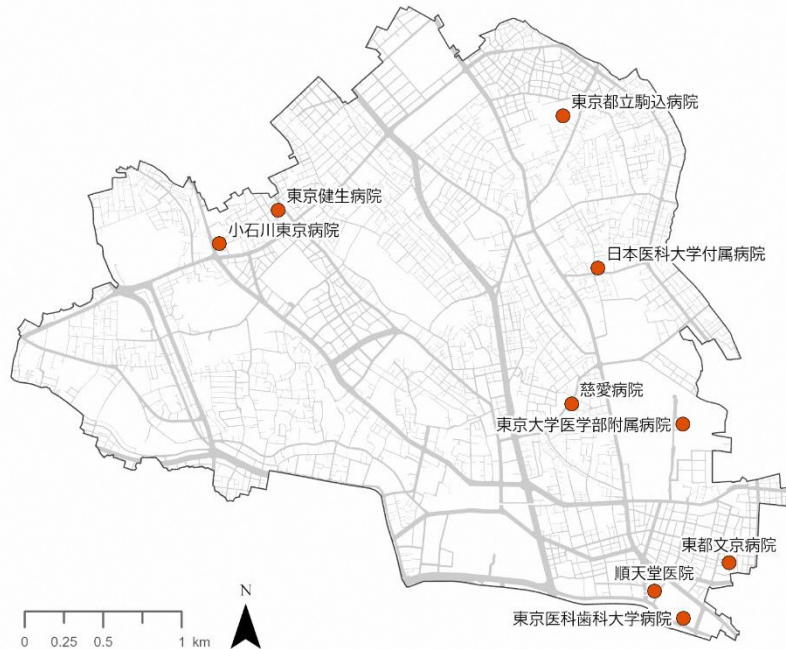 東京都立駒込病院
東京健生病院
小石川東京病院
日本医科大学付属病院
慈愛病院
東京大学医学部附属病院
東都文京病院
順天堂医院
東京医科歯科大学病院
N
0 0.25 0.5 1 km